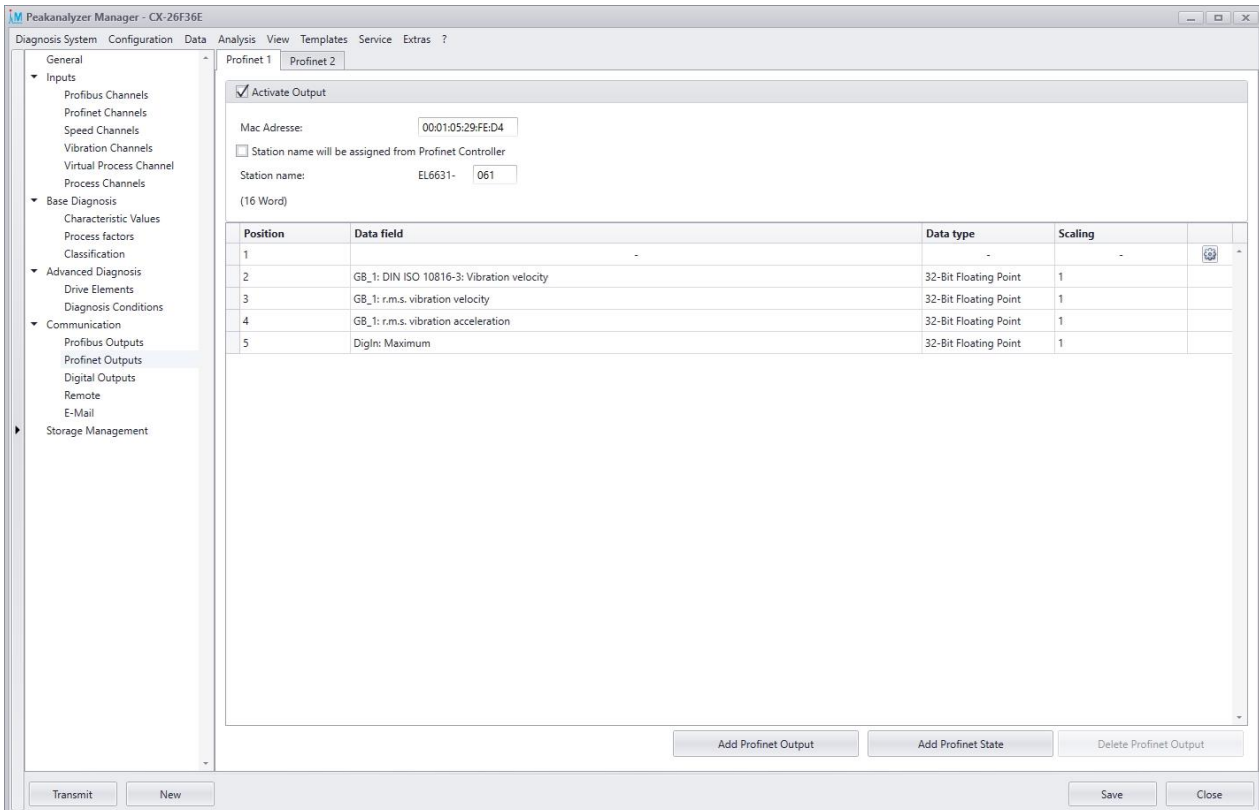 Peakanalyzer Manager - CX-26F36E
Diagnosis System Configuration Data Analysis View Templates Service Extras ?
General
Inputs
Profibus Channels
Profinet Channels
Speed Channels
Vibration Channels
Virtual Process Channel
Process Channels
Base Diagnosis
Characteristic Values
Process factors
Classification
Advanced Diagnosis
Drive Elements
Diagnosis Conditions
Communication
Profibus Outputs
Profinet Outputs
Digital Outputs
Remote
E-Mail
Storage Management
Profinet 1 Profinet 2
Activate Output
Mac Adresse: 00:01:05:29:FE:D4
Station name will be assigned from Profinet Controller
Station name: EL6631- 061
(16 Word)
Position Data field Data type Scaling
1 - - -
2 GB_1: DIN ISO 10816-3: Vibration velocity 32-Bit Floating Point 1
3 GB_1: r.m.s. vibration velocity 32-Bit Floating Point 1
4 GB_1: r.m.s. vibration acceleration 32-Bit Floating Point 1
5 DigIn: Maximum 32-Bit Floating Point 1
Add Profinet Output Add Profinet State Delete Profinet Output
Transmit New Save Close